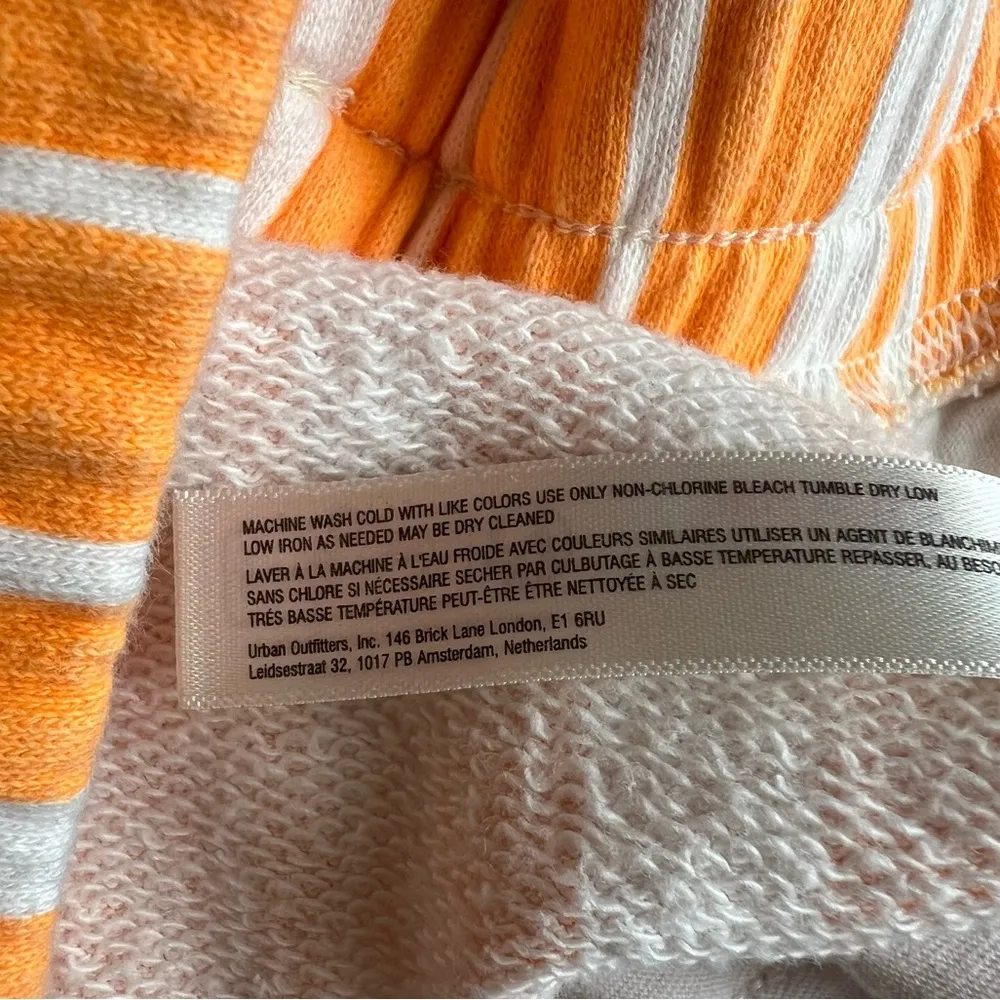 MACHINE WASH COLD WITH LIKE COLORS USE ONLY NON-CHLORINE BLEACH TUMBLE DRY LOW
LOW IRON AS NEEDED MAY BE DRY CLEANED
LAVER À LA MACHINE À L'EAU FROIDE AVEC COULEURS SIMILAIRES UTILISER UN AGENT DE
SANS CHLORE SI NÉCESSAIRE SECHER PAR CULBUTAGE À BASSE TEMPERATURE REPASSER, AU
TRÉS BASSE TEMPÉRATURE PEUT-ÊTRE ÊTRE NETTOYÉE À SEC
Urban Outfitters, Inc. 146 Brick Lane London, E1 6RU
Leidsestraat 32, 1017 PB Amsterdam, Netherlands